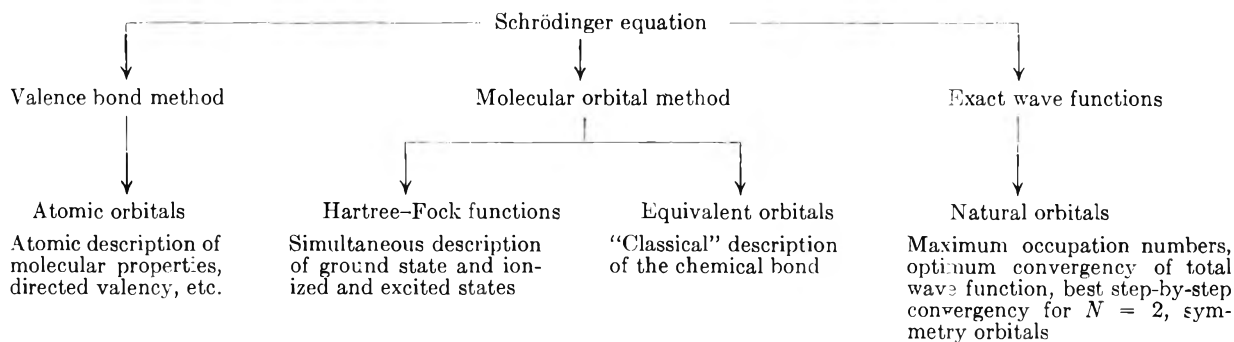 Schrödinger equation
Valence bond method
Molecular orbital method
Exact wave functions
Atomic orbitals
Atomic description of
molecular properties,
directed valency, etc.
Hartree–Fock functions
Simultaneous description
of ground state and ion-
ized and excited states
Equivalent orbitals
"Classical" description
of the chemical bond
Natural orbitals
Maximum occupation numbers,
optimum convergency of total
wave function, best step-by-step
convergency for N = 2, sym-
metry orbitals